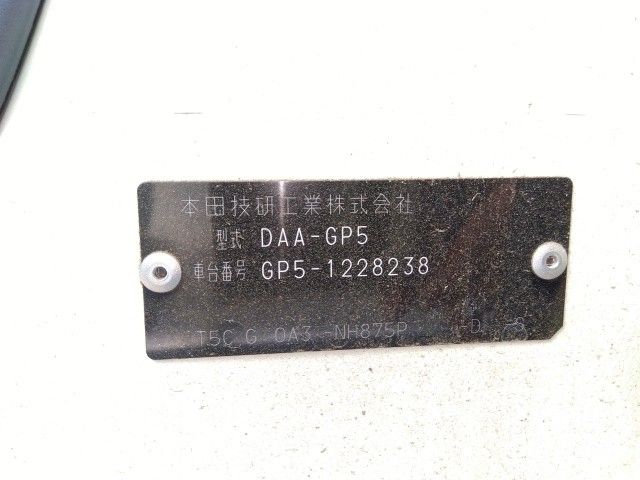 本田技研工業株式会社
型式 DAA-GP5
車台番号 GP5-1228238
T5C G 0A3 -NH875P -D